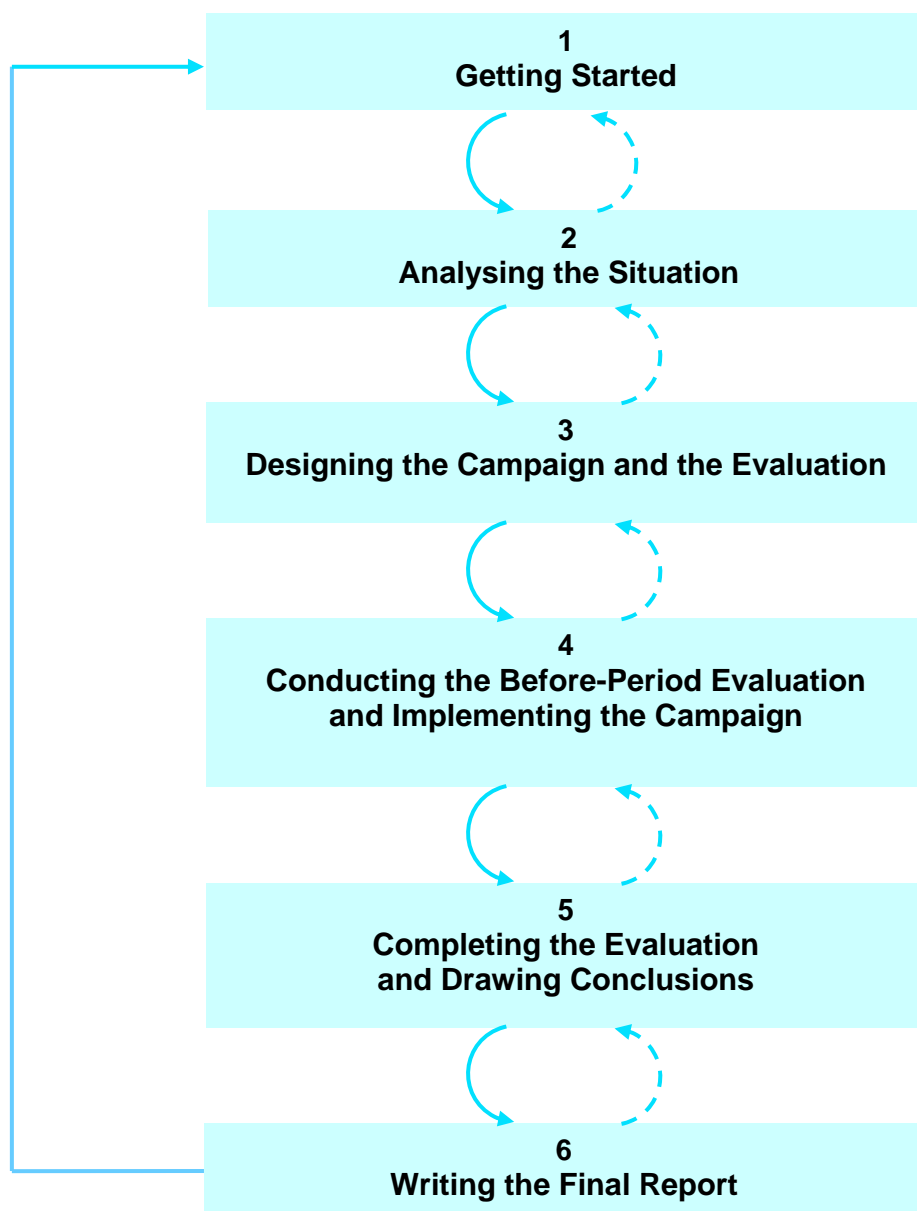 1
Getting Started
2
Analysing the Situation
3
Designing the Campaign and the Evaluation
4
Conducting the Before-Period Evaluation
and Implementing the Campaign
5
Completing the Evaluation
and Drawing Conclusions
6
Writing the Final Report